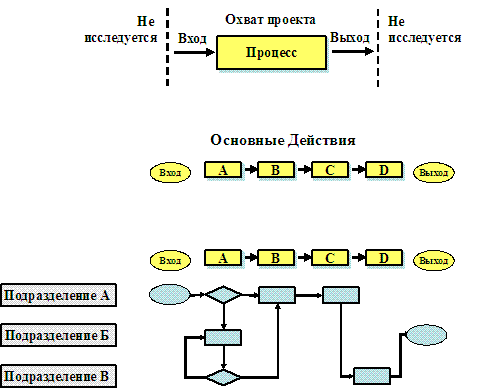 Не
исследуется
Охват проекта
Не
исследуется
Вход
Процесс
Выход
Основные Действия
Вход
A
B
C
D
Выход
Вход
A
B
C
D
Выход
Подразделение А
Подразделение Б
Подразделение В